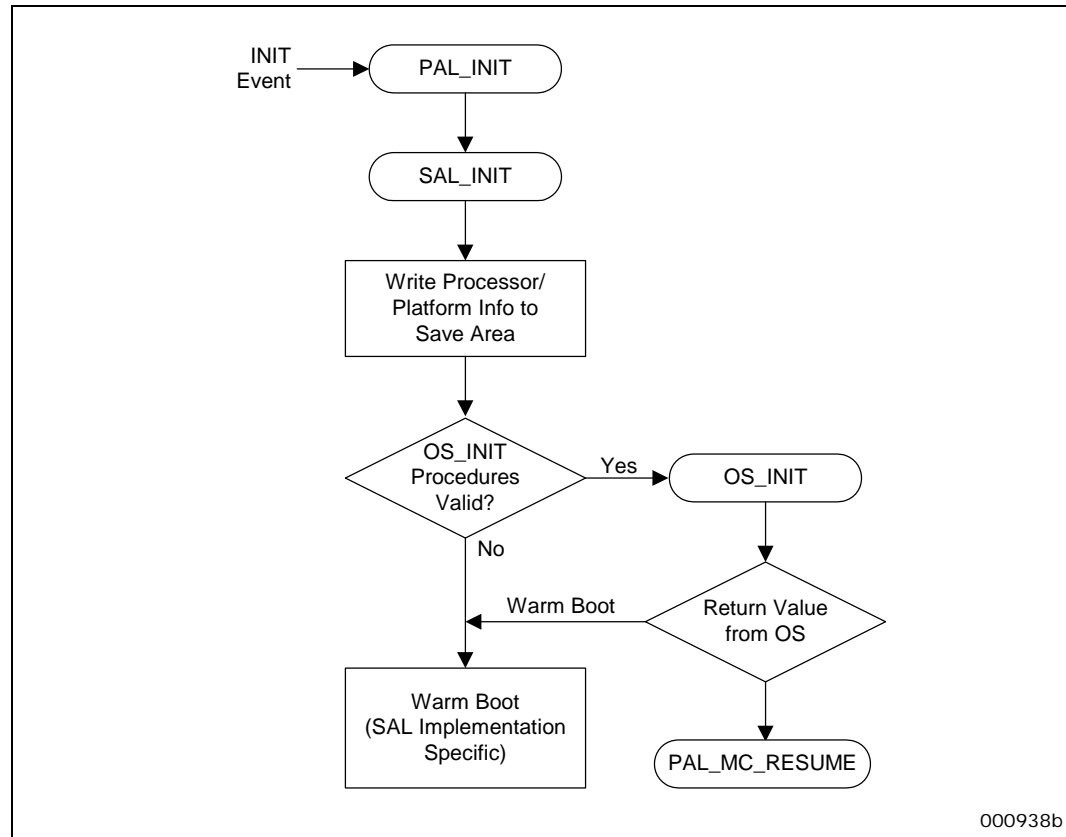 INIT
Event
PAL_INIT
SAL_INIT
Write Processor/
Platform Info to
Save Area
OS_INIT
Procedures
Valid?
Yes
OS_INIT
No
Warm Boot
Return Value
from OS
Warm Boot
(SAL Implementation
Specific)
PAL_MC_RESUME
000938b